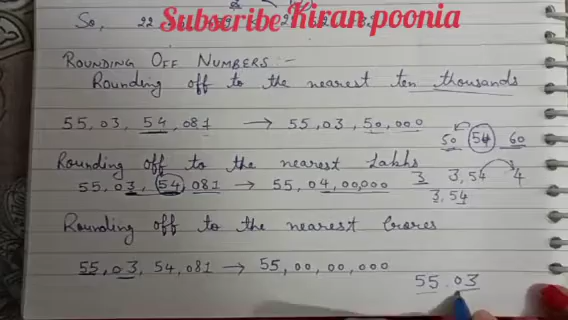 So, 22
Subscribe Kiran poonia
ROUNDING OFF NUMBERS :-
Rounding off to the nearest ten thousands
55,03,54,081 → 55,03,50,000
50 54 60
Rounding off to the nearest Lakhs
55,03,54,081 → 55,04,00,000
3 3,54 4
3,54
Rounding off to the nearest Crores
55,03,54,081 → 55,00,00,000
55.03